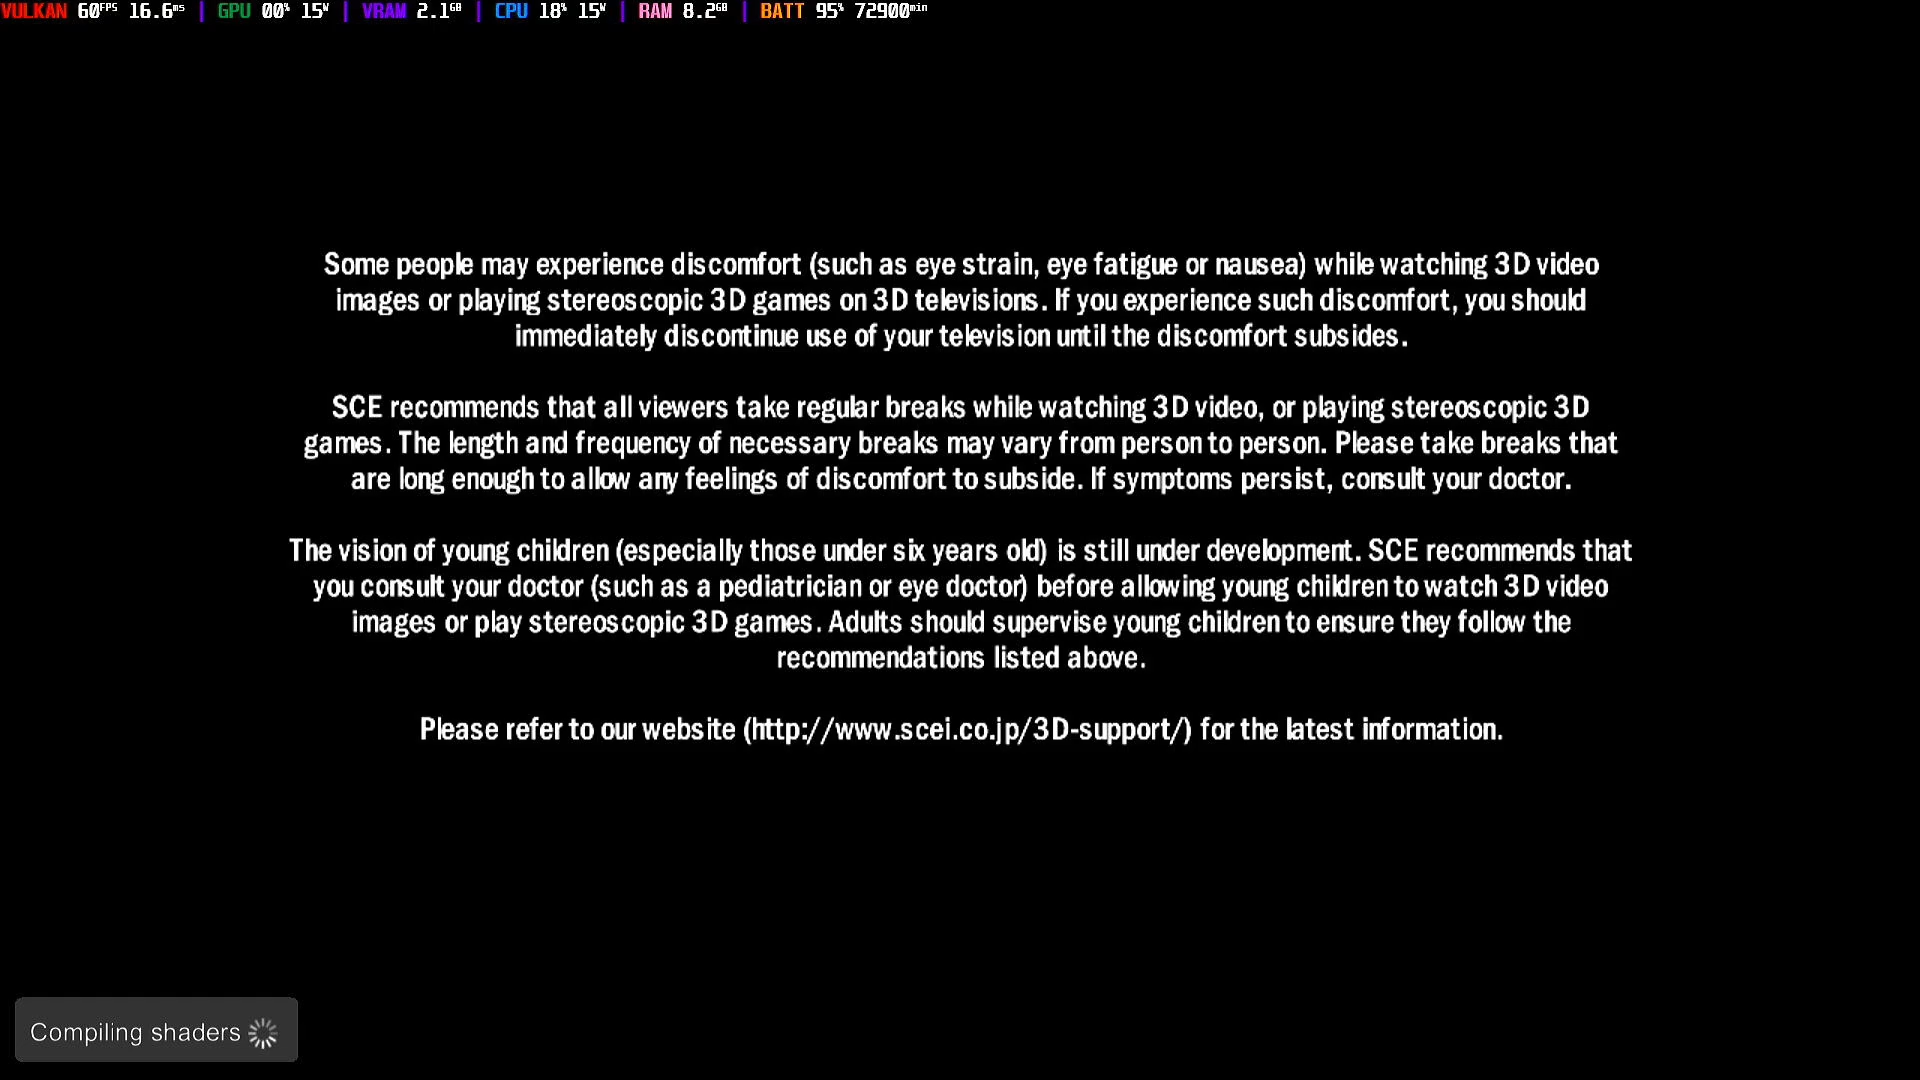 VULKAN 60FPS 16.6ms | GPU 00% 15W | VRAM 2.1GB | CPU 18% 15W | RAM 8.2GB | BATT 95% 72900min
Some people may experience discomfort (such as eye strain, eye fatigue or nausea) while watching 3D video
images or playing stereoscopic 3D games on 3D televisions. If you experience such discomfort, you should
immediately discontinue use of your television until the discomfort subsides.
SCE recommends that all viewers take regular breaks while watching 3D video, or playing stereoscopic 3D
games. The length and frequency of necessary breaks may vary from person to person. Please take breaks that
are long enough to allow any feelings of discomfort to subside. If symptoms persist, consult your doctor.
The vision of young children (especially those under six years old) is still under development. SCE recommends that
you consult your doctor (such as a pediatrician or eye doctor) before allowing young children to watch 3D video
images or play stereoscopic 3D games. Adults should supervise young children to ensure they follow the
recommendations listed above.
Please refer to our website (http://www.scei.co.jp/3D-support/) for the latest information.
Compiling shaders